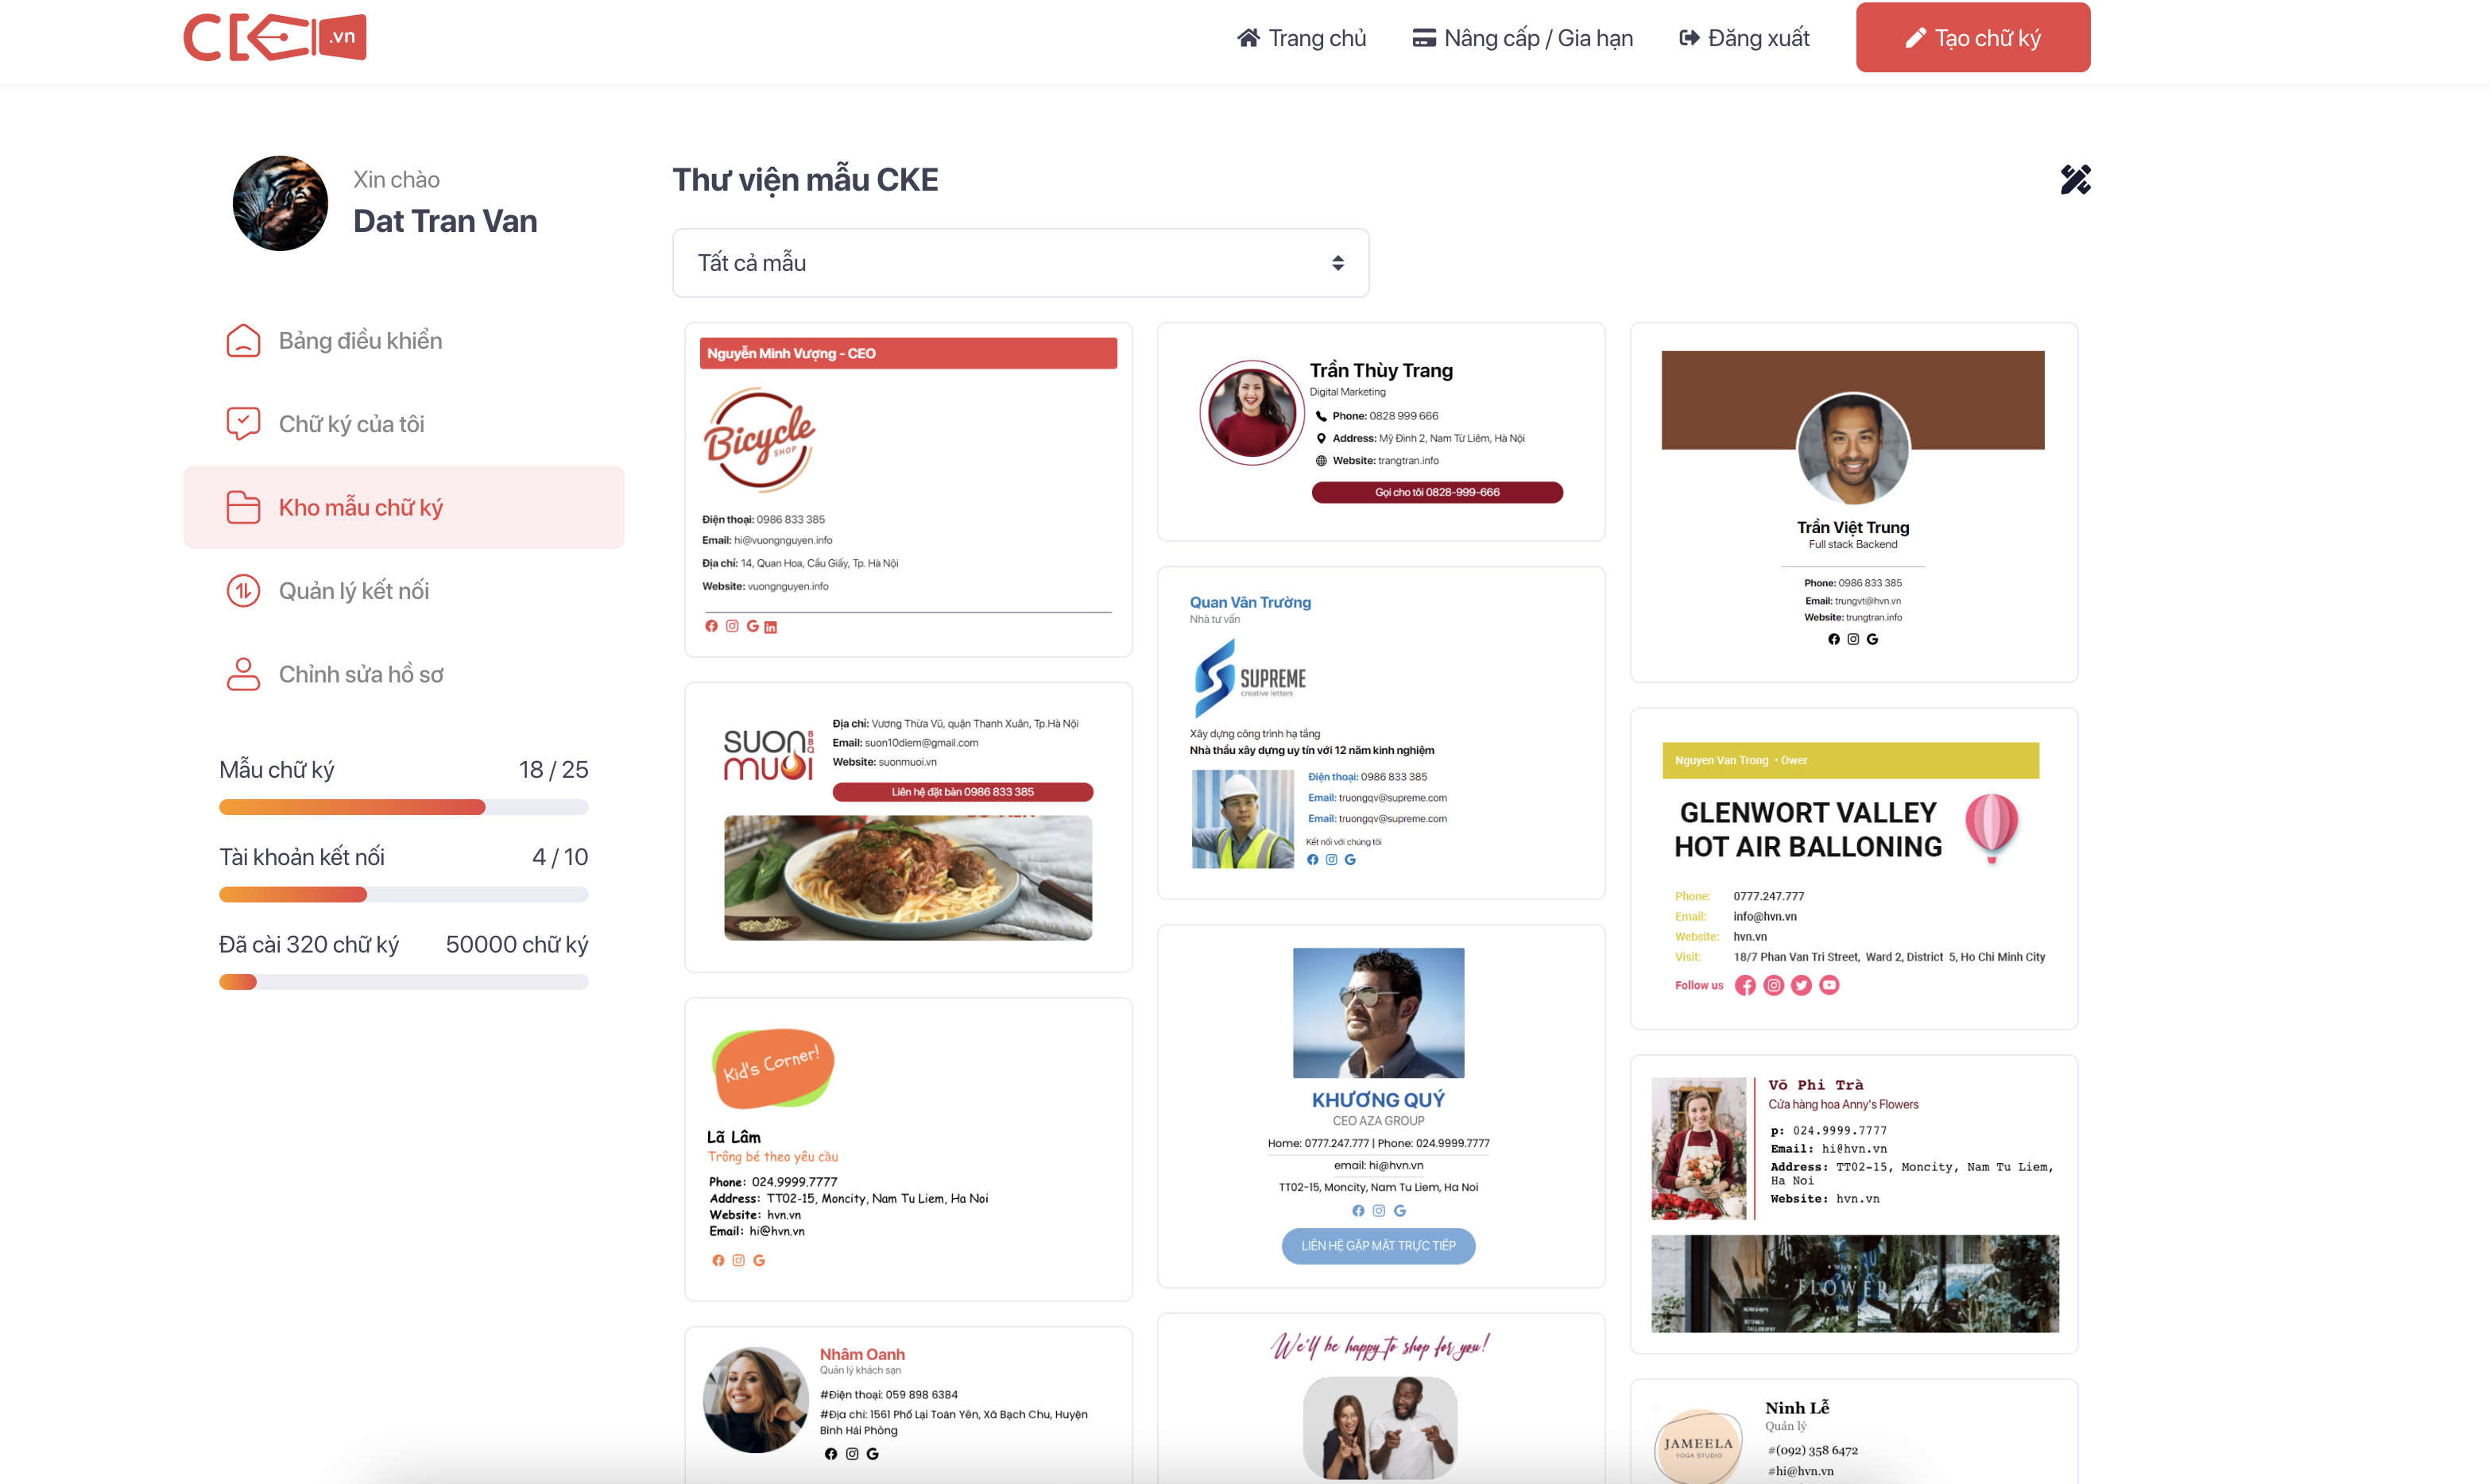 CKE .vn
Trang chủ
Nâng cấp / Gia hạn
Đăng xuất
Tạo chữ ký
Xin chào
Dat Tran Van
Bảng điều khiển
Chữ ký của tôi
Kho mẫu chữ ký
Quản lý kết nối
Chỉnh sửa hồ sơ
Mẫu chữ ký 18 / 25
Tài khoản kết nối 4 / 10
Đã cài 320 chữ ký 50000 chữ ký
Thư viện mẫu CKE
Tất cả mẫu
Nguyễn Minh Vượng - CEO
Bicycle
SHOP
Điện thoại: 0986 833 385
Email: hi@vuongnguyen.info
Địa chỉ: 14, Quan Hoa, Cầu Giấy, Tp. Hà Nội
Website: vuongnguyen.info
SUON BBQ
MUOI
Địa chỉ: Vương Thừa Vũ, quận Thanh Xuân, Tp.Hà Nội
Email: suon10diem@gmail.com
Website: suonmuoi.vn
Liên hệ đặt bàn 0986 833 385
Kid's Corner!
Lã Lâm
Trông bé theo yêu cầu
Phone: 024.9999.7777
Address: TT02-15, Moncity, Nam Tu Liem, Ha Noi
Website: hvn.vn
Email: hi@hvn.vn
Nhâm Oanh
Quản lý khách sạn
#Điện thoại: 059 898 6384
#Địa chỉ: 1561 Phố Lại Toàn Yên, Xã Bạch Chu, Huyện
Bình Hải Phòng
Trần Thùy Trang
Digital Marketing
Phone: 0828 999 666
Address: Mỹ Đình 2, Nam Từ Liêm, Hà Nội
Website: trangtran.info
Gọi cho tôi 0828-999-666
Quan Vân Trường
Nhà tư vấn
SUPREME
creative letters
Xây dựng công trình hạ tầng
Nhà thầu xây dựng uy tín với 12 năm kinh nghiệm
Điện thoại: 0986 833 385
Email: truongqv@supreme.com
Email: truongqv@supreme.com
Kết nối với chúng tôi
KHƯƠNG QUÝ
CEO AZA GROUP
Home: 0777.247.777 | Phone: 024.9999.7777
email: hi@hvn.vn
TT02-15, Moncity, Nam Tu Liem, Ha Noi
LIÊN HỆ GẶP MẶT TRỰC TIẾP
We'll be happy to shop for you!
Trần Việt Trung
Full stack Backend
Phone: 0986 833 385
Email: trungvt@hvn.vn
Website: trungtran.info
Nguyen Van Trong • Ower
GLENWORT VALLEY
HOT AIR BALLONING
Phone: 0777.247.777
Email: info@hvn.vn
Website: hvn.vn
Visit: 18/7 Phan Van Tri Street, Ward 2, District 5, Ho Chi Minh City
Follow us
Võ Phi Trà
Cửa hàng hoa Anny's Flowers
p: 024.9999.7777
Email: hi@hvn.vn
Address: TT02-15, Moncity, Nam Tu Liem,
Ha Noi
Website: hvn.vn
FLOWER
JAMEELA
YOGA STUDIO
Ninh Lễ
Quản lý
#(092) 358 6472
#hi@hvn.vn